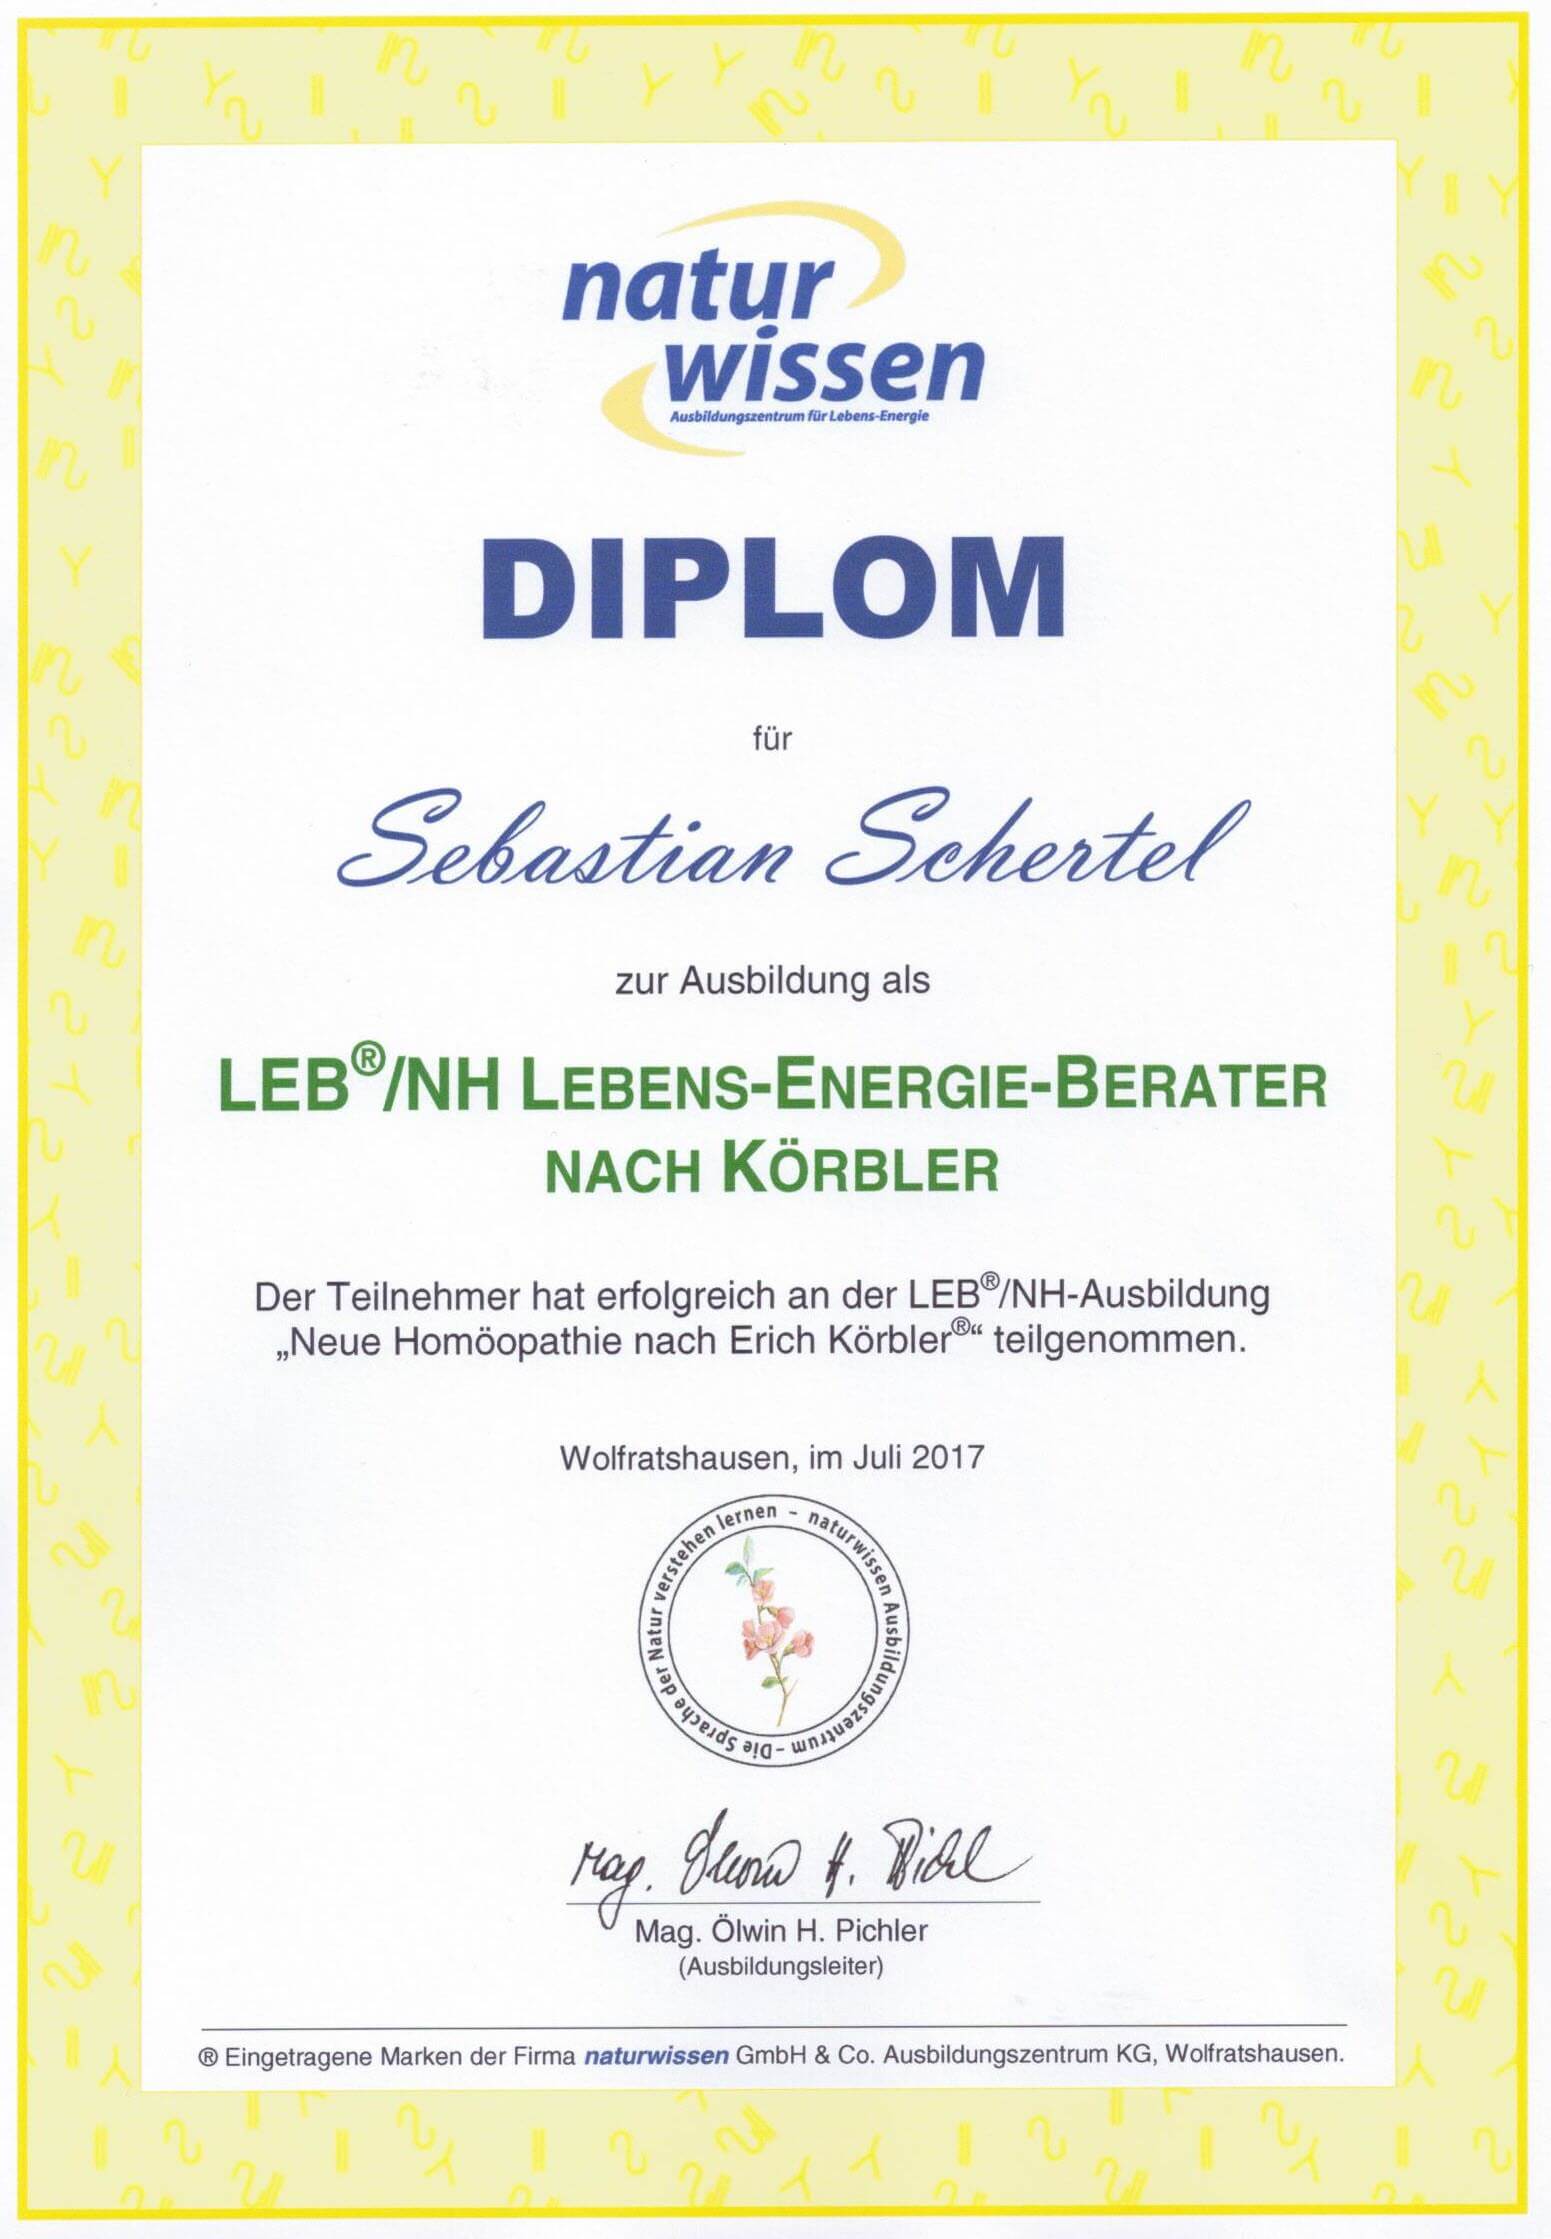 natur
wissen
Ausbildungszentrum für Lebens-Energie
DIPLOM
für
Sebastian Schertel
zur Ausbildung als
LEB®/NH LEBENS-ENERGIE-BERATER
NACH KÖRBLER
Der Teilnehmer hat erfolgreich an der LEB®/NH-Ausbildung
„Neue Homöopathie nach Erich Körbler®“ teilgenommen.
Wolfratshausen, im Juli 2017
Die Sprache der Natur verstehen lernen – naturwissen Ausbildungszentrum –
Mag. Ölwin H. Pichler
Mag. Ölwin H. Pichler
(Ausbildungsleiter)
® Eingetragene Marken der Firma naturwissen GmbH & Co. Ausbildungszentrum KG, Wolfratshausen.